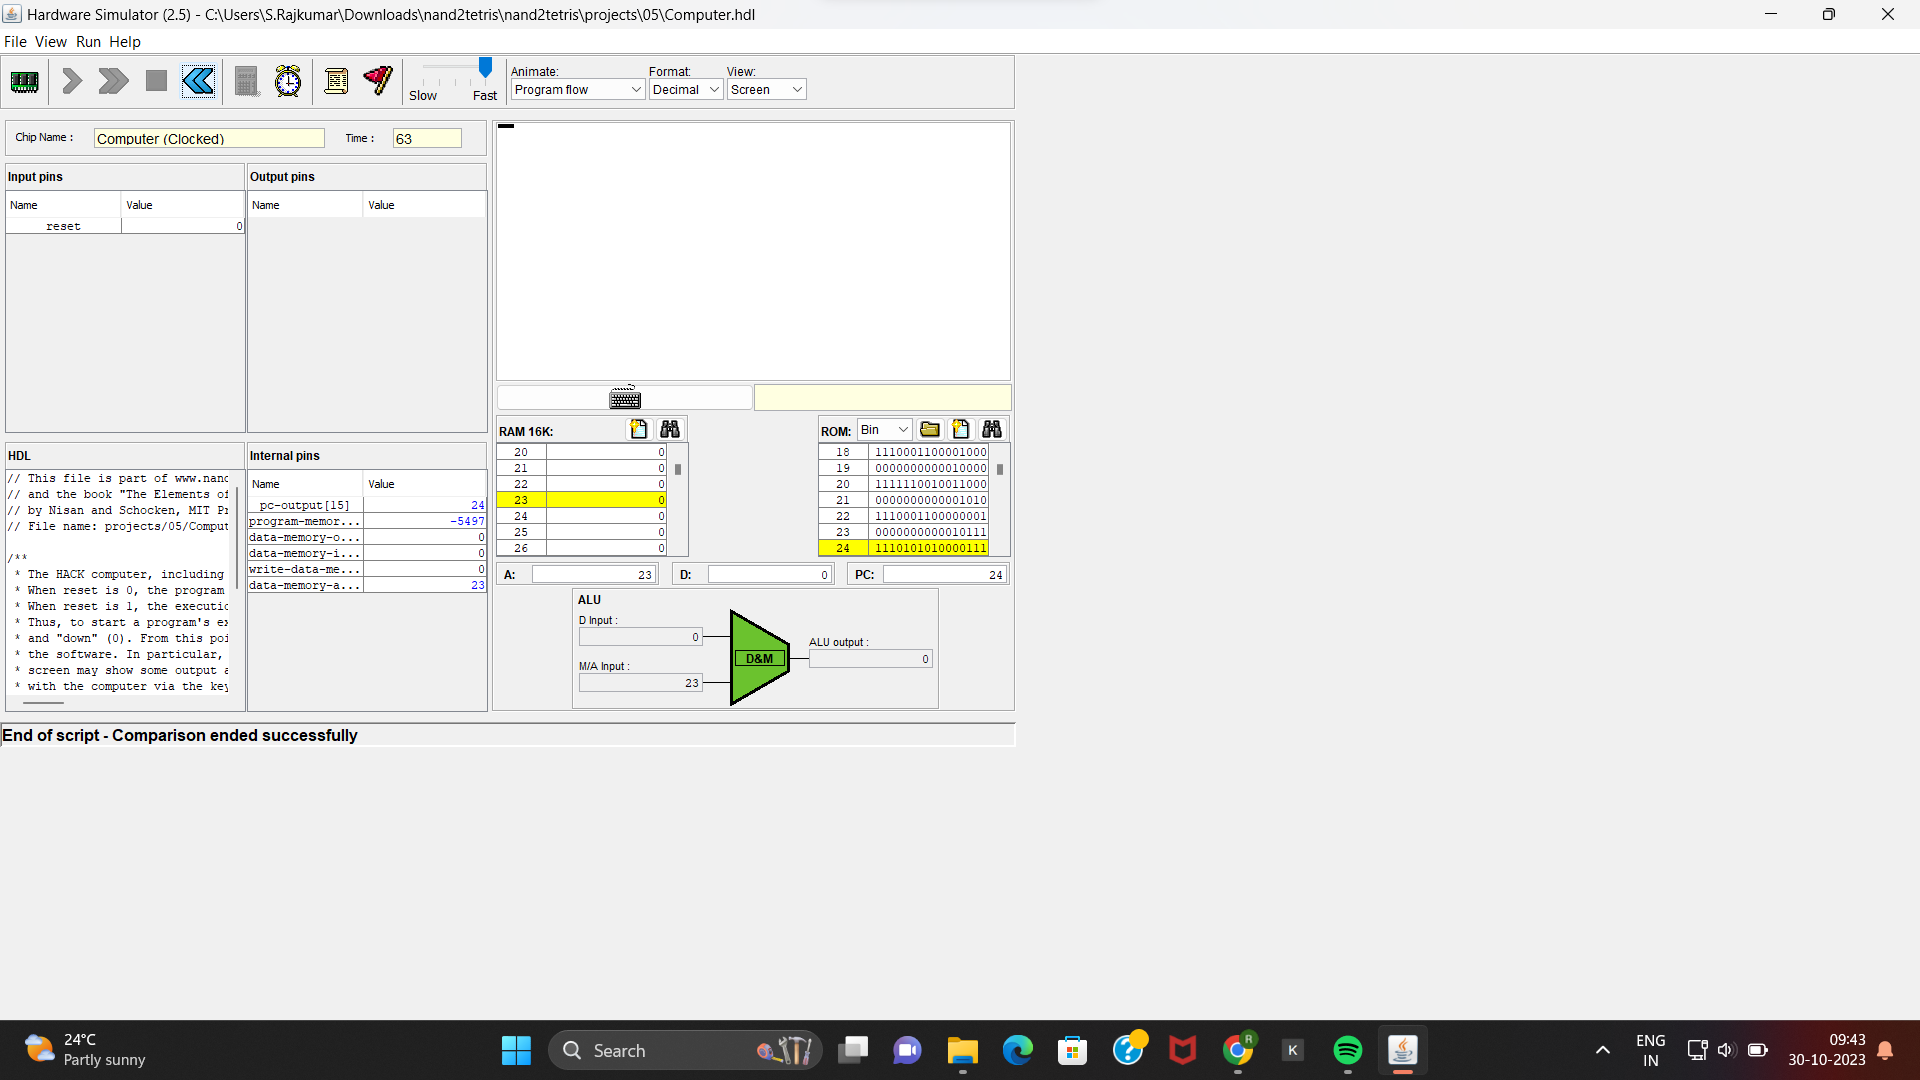 Hardware Simulator (2.5) - C:\Users\S.Rajkumar\Downloads\nand2tetris\nand2tetris\projects\05\Computer.hdl
File View Run Help
Slow Fast
Animate: Format: View:
Program flow Decimal Screen
Chip Name : Computer (Clocked) Time : 63
Input pins
Name Value
reset 0
Output pins
Name Value
HDL
// This file is part of www.nand
// and the book "The Elements of
// by Nisan and Schocken, MIT Pr
// File name: projects/05/Comput
/**
* The HACK computer, including
* When reset is 0, the program
* When reset is 1, the executio
* Thus, to start a program's ex
* and "down" (0). From this poi
* the software. In particular,
* screen may show some output a
* with the computer via the key
Internal pins
Name Value
pc-output[15] 24
program-memor... -5497
data-memory-o... 0
data-memory-i... 0
write-data-me... 0
data-memory-a... 23
RAM 16K:
20 0
21 0
22 0
23 0
24 0
25 0
26 0
ROM: Bin
18 1110001100001000
19 0000000000010000
20 1111110010011000
21 0000000000001010
22 1110001100000001
23 0000000000010111
24 1110101010000111
A: 23 D: 0 PC: 24
ALU
D Input :
0
M/A Input :
23
D&M
ALU output :
0
End of script - Comparison ended successfully
24°C
Partly sunny
Search
R
K
ENG
IN
09:43
30-10-2023